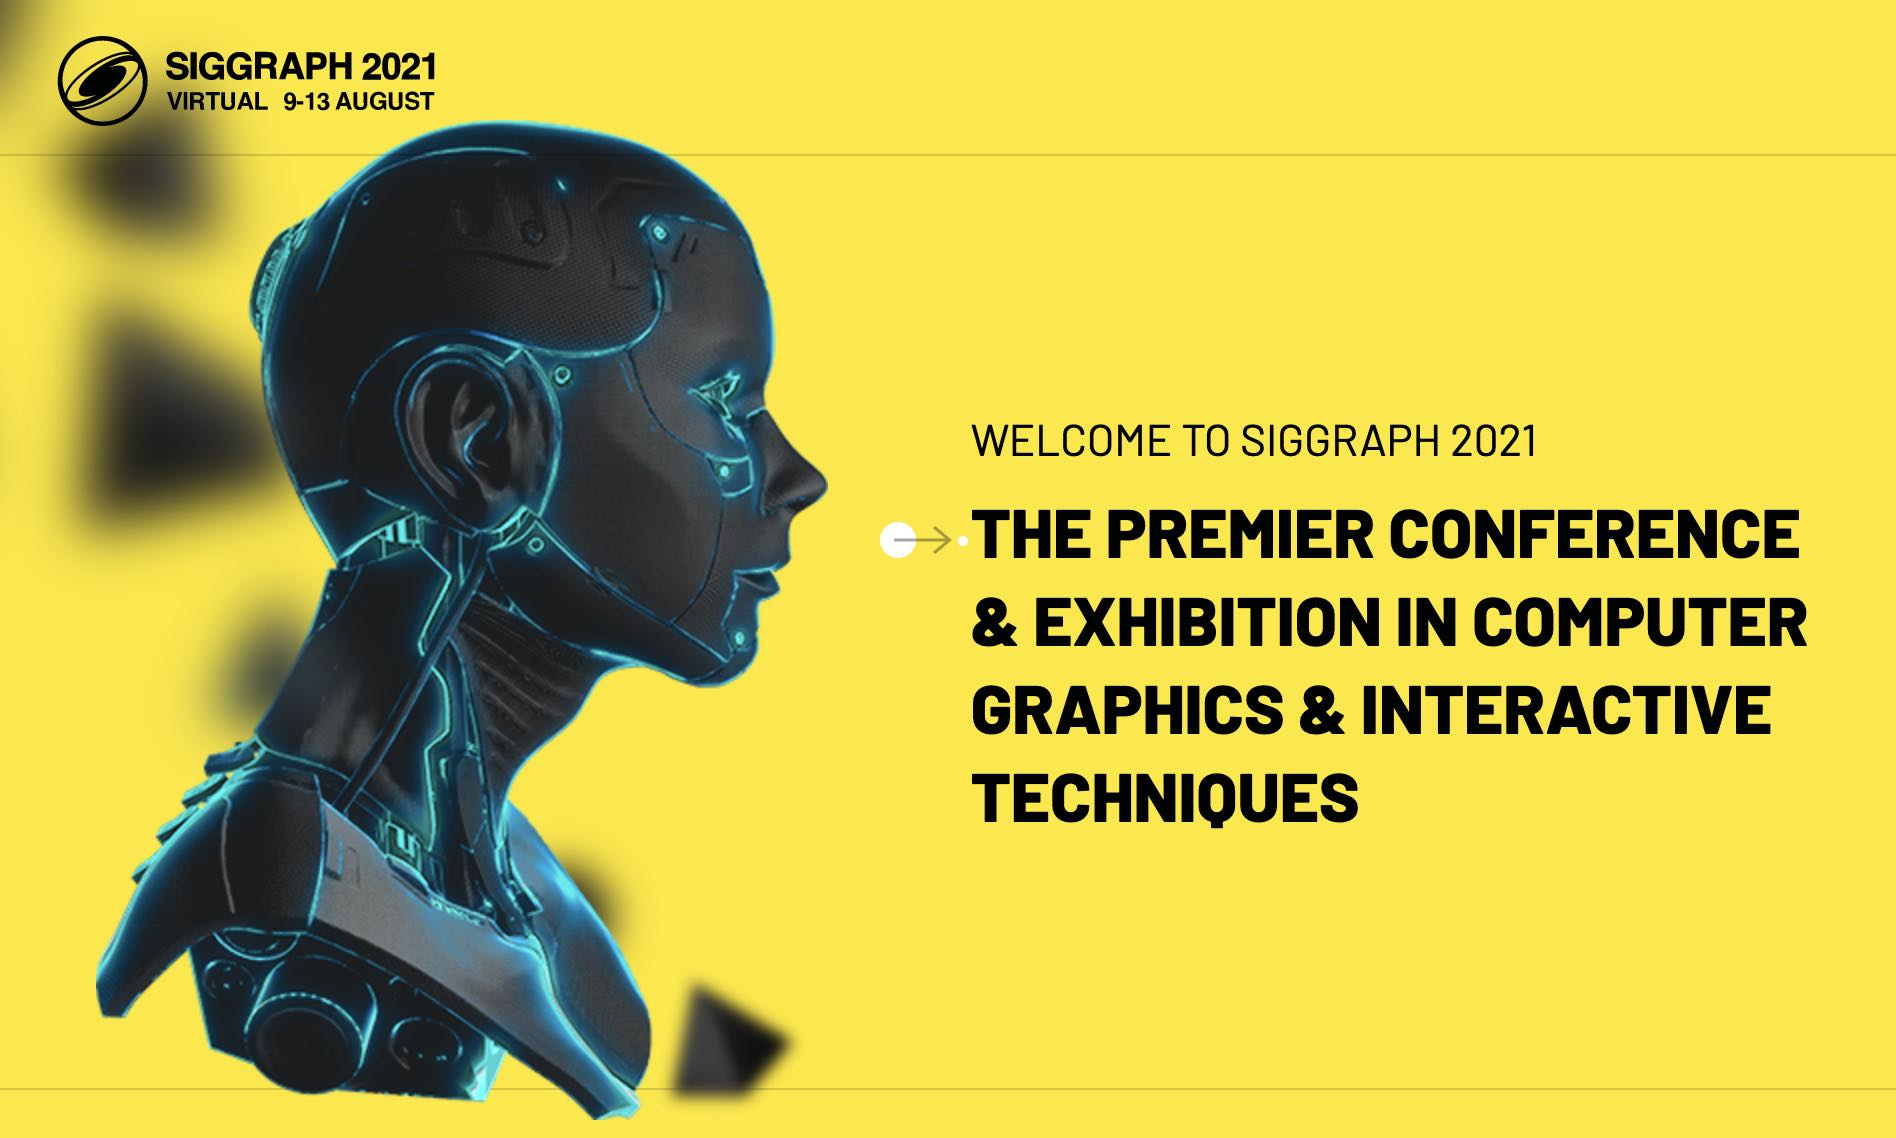 SIGGRAPH 2021
VIRTUAL 9-13 AUGUST
WELCOME TO SIGGRAPH 2021
THE PREMIER CONFERENCE
& EXHIBITION IN COMPUTER
GRAPHICS & INTERACTIVE
TECHNIQUES